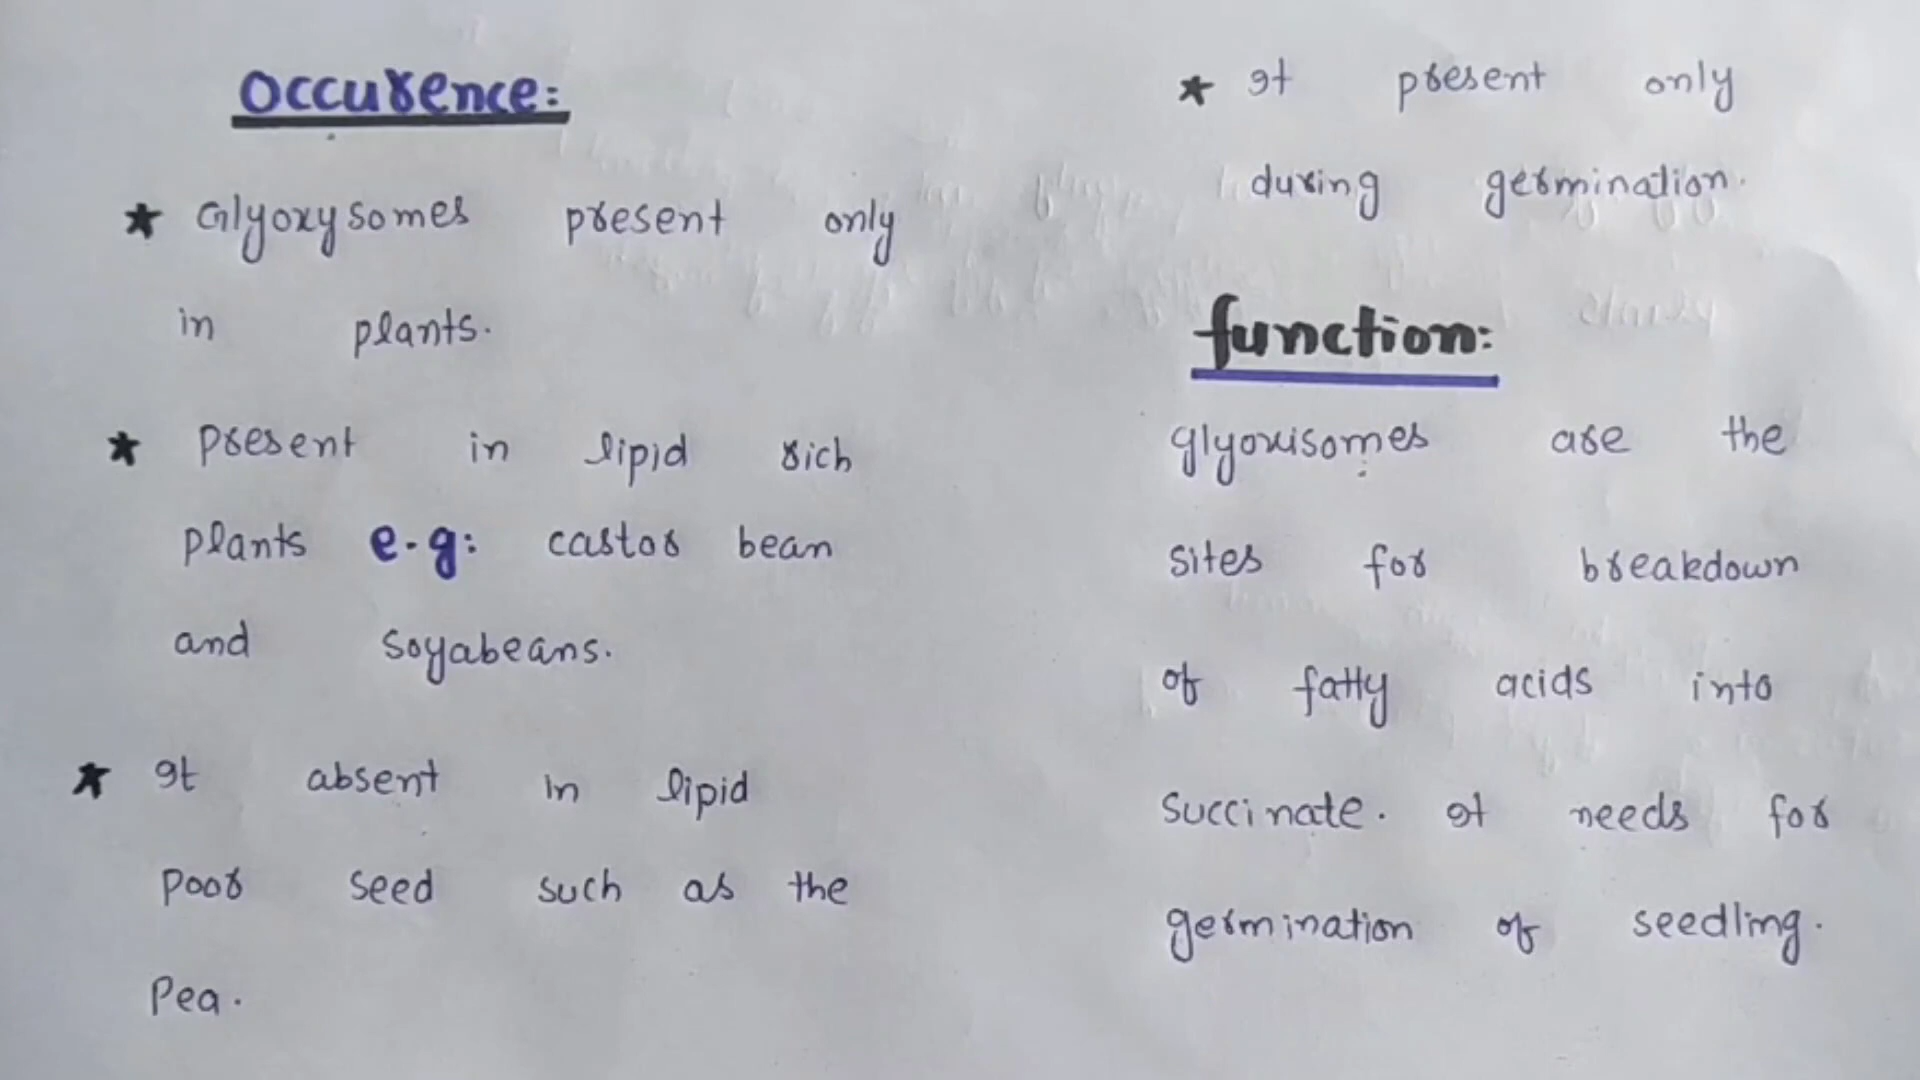 Occurence:
★ Glyoxysomes present only
in plants.
★ Present in lipid rich
plants e.g: castor bean
and soyabeans.
★ It absent in lipid
poor seed such as the
Pea.
★ It present only
during germination.
function:
glyoxisomes are the
sites for breakdown
of fatty acids into
succinate. It needs for
germination of seedling.